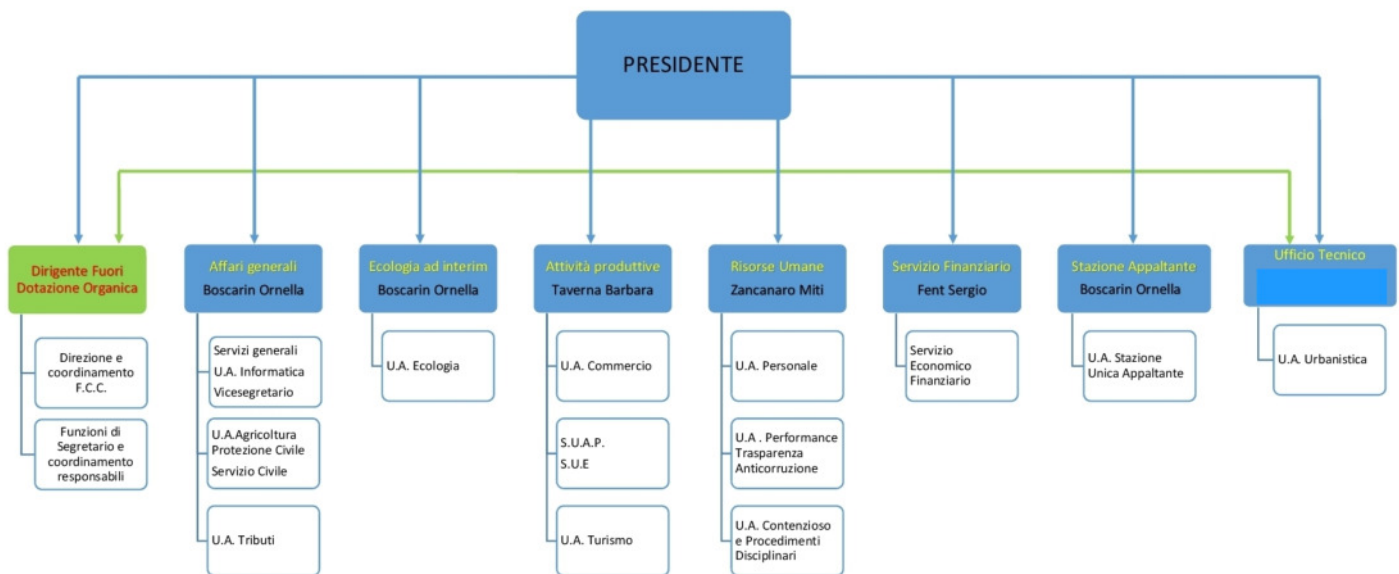 PRESIDENTE
Dirigente Fuori
Dotazione Organica
Direzione e
coordinamento
F.C.C.
Funzioni di
Segretario e
coordinamento
responsabili
Affari generali
Boscarin Ornella
Servizi generali
U.A. Informatica
Vicesegretario
U.A.Agricoltura
Protezione Civile
Servizio Civile
U.A. Tributi
Ecologia ad interim
Boscarin Ornella
U.A. Ecologia
Attività produttive
Taverna Barbara
U.A. Commercio
S.U.A.P.
S.U.E
U.A. Turismo
Risorse Umane
Zancanaro Miti
U.A. Personale
U.A . Performance
Trasparenza
Anticorruzione
U.A. Contenzioso
e Procedimenti
Disciplinari
Servizio Finanziario
Fent Sergio
Servizio
Economico
Finanziario
Stazione Appaltante
Boscarin Ornella
U.A. Stazione
Unica Appaltante
Ufficio Tecnico
U.A. Urbanistica